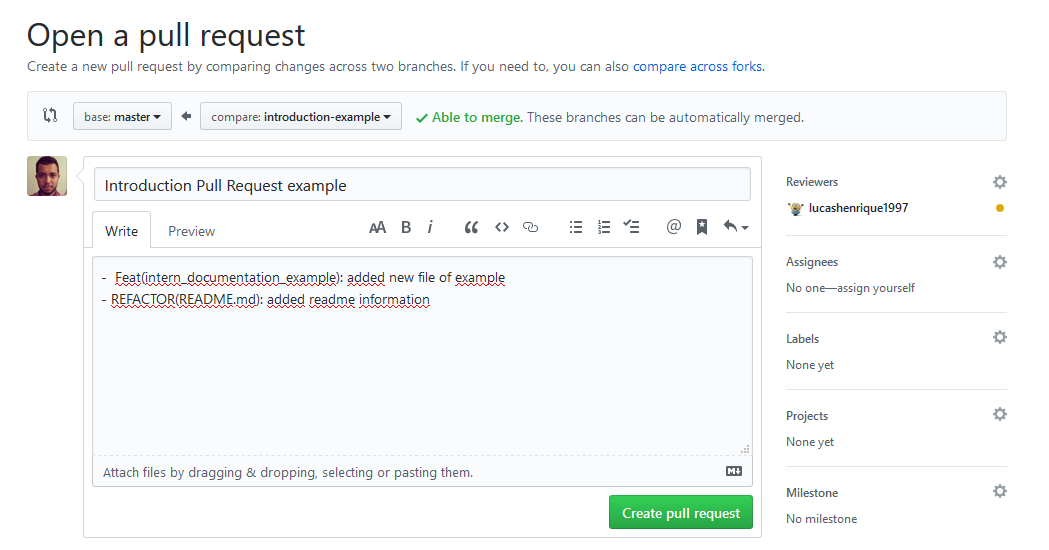 Open a pull request
Create a new pull request by comparing changes across two branches. If you need to, you can also compare across forks.
base: master compare: introduction-example Able to merge. These branches can be automatically merged.
Introduction Pull Request example
Write Preview AA B i @
- Feat(intern_documentation_example): added new file of example
- REFACTOR(README.md): added readme information
Attach files by dragging & dropping, selecting or pasting them. M
Create pull request
Reviewers
lucashenrique1997
Assignees
No one—assign yourself
Labels
None yet
Projects
None yet
Milestone
No milestone